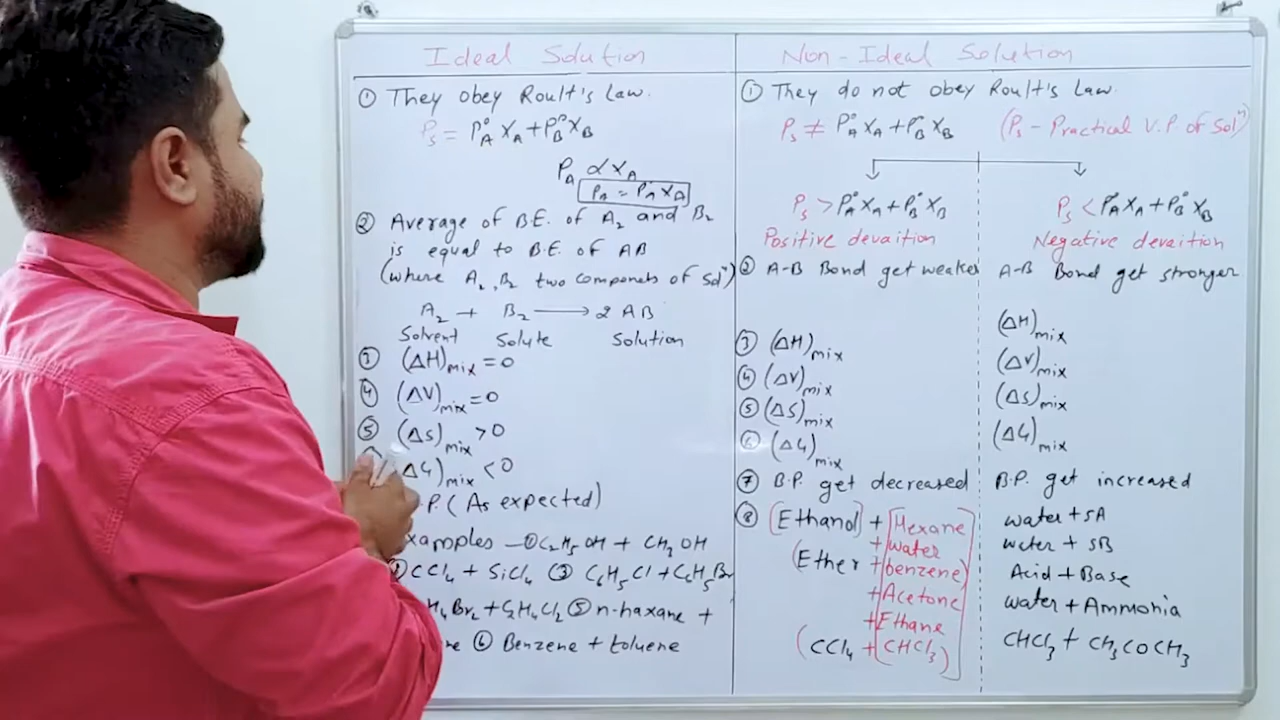 Ideal Solution
① They obey Roult's Law.
Ps = P°A XA + P°B XB
PA ∝ XA
PA = P°A XA
② Average of B.E. of A2 and B2
is equal to B.E. of AB
(where A2, B2 two componets of Solⁿ)
A2 + B2 → 2 AB
Solvent Solute Solution
③ (ΔH)mix = 0
④ (ΔV)mix = 0
⑤ (ΔS)mix > 0
ΔG)mix < 0
.P. (As expected)
xamples —① C2H5OH + CH3OH
② CCl4 + SiCl4 ③ C6H5Cl + C6H5Br
H4Br2 + C2H4Cl2 ⑤ n-haxane +
ne ⑥ Benzene + toluene
Non-Ideal Solution
① They do not obey Roult's Law.
Ps ≠ P°A XA + P°B XB (Ps - Practical V.P. of Solⁿ)
Ps > P°A XA + P°B XB Ps < P°A XA + P°B XB
Positive devaition Negative devaition
② A-B Bond get weaker A-B Bond get stronger
③ (ΔH)mix (ΔH)mix
④ (ΔV)mix (ΔV)mix
⑤ (ΔS)mix (ΔS)mix
⑥ (ΔG)mix (ΔG)mix
⑦ B.P. get decreased B.P. get increased
⑧ (Ethanol) + Hexane water + SA
+ water water + SB
(Ether + benzene) Acid + Base
+ Acetone water + Ammonia
+ Ethane
(CCl4 + (CHCl3) CHCl3 + CH3COCH3